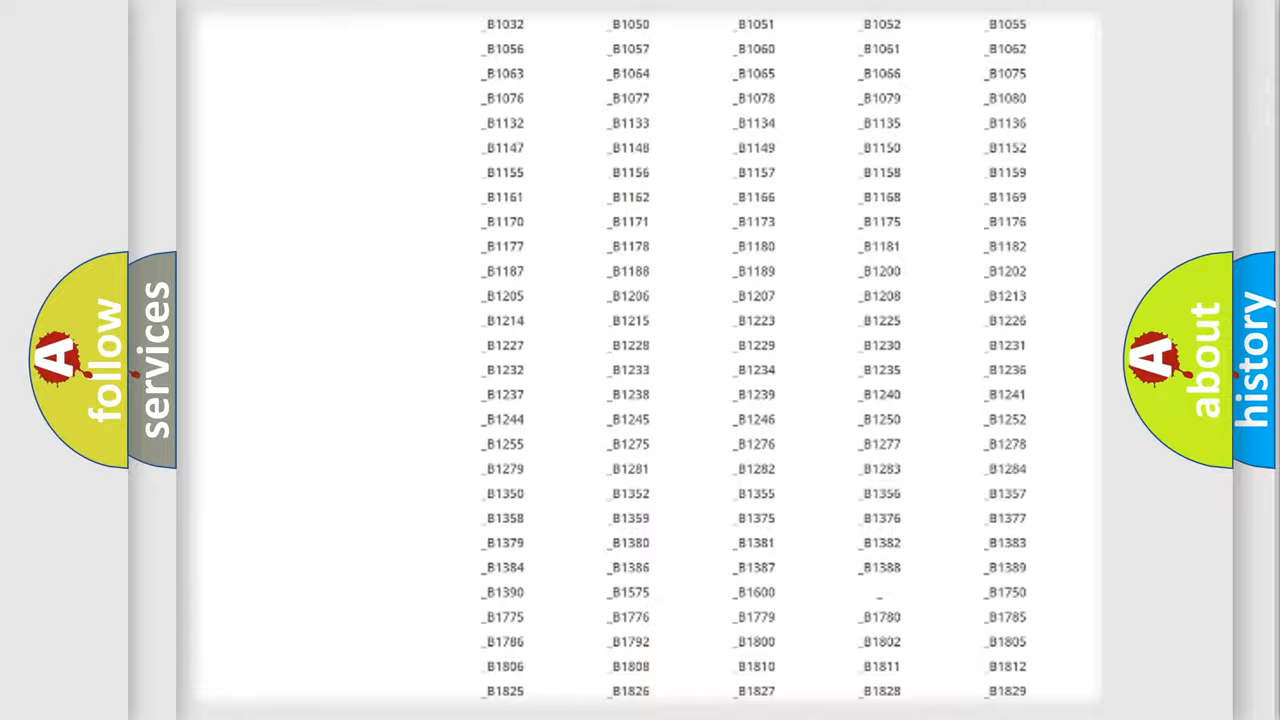 _B1032 _B1050 _B1051 _B1052 _B1055
_B1056 _B1057 _B1060 _B1061 _B1062
_B1063 _B1064 _B1065 _B1066 _B1075
_B1076 _B1077 _B1078 _B1079 _B1080
_B1132 _B1133 _B1134 _B1135 _B1136
_B1147 _B1148 _B1149 _B1150 _B1152
_B1155 _B1156 _B1157 _B1158 _B1159
_B1161 _B1162 _B1166 _B1168 _B1169
_B1170 _B1171 _B1173 _B1175 _B1176
_B1177 _B1178 _B1180 _B1181 _B1182
_B1187 _B1188 _B1189 _B1200 _B1202
_B1205 _B1206 _B1207 _B1208 _B1213
_B1214 _B1215 _B1223 _B1225 _B1226
_B1227 _B1228 _B1229 _B1230 _B1231
_B1232 _B1233 _B1234 _B1235 _B1236
_B1237 _B1238 _B1239 _B1240 _B1241
_B1244 _B1245 _B1246 _B1250 _B1252
_B1255 _B1275 _B1276 _B1277 _B1278
_B1279 _B1281 _B1282 _B1283 _B1284
_B1350 _B1352 _B1355 _B1356 _B1357
_B1358 _B1359 _B1375 _B1376 _B1377
_B1379 _B1380 _B1381 _B1382 _B1383
_B1384 _B1386 _B1387 _B1388 _B1389
_B1390 _B1575 _B1600 _ _B1750
_B1775 _B1776 _B1779 _B1780 _B1785
_B1786 _B1792 _B1800 _B1802 _B1805
_B1806 _B1808 _B1810 _B1811 _B1812
_B1825 _B1826 _B1827 _B1828 _B1829
A follow
services
A about
history